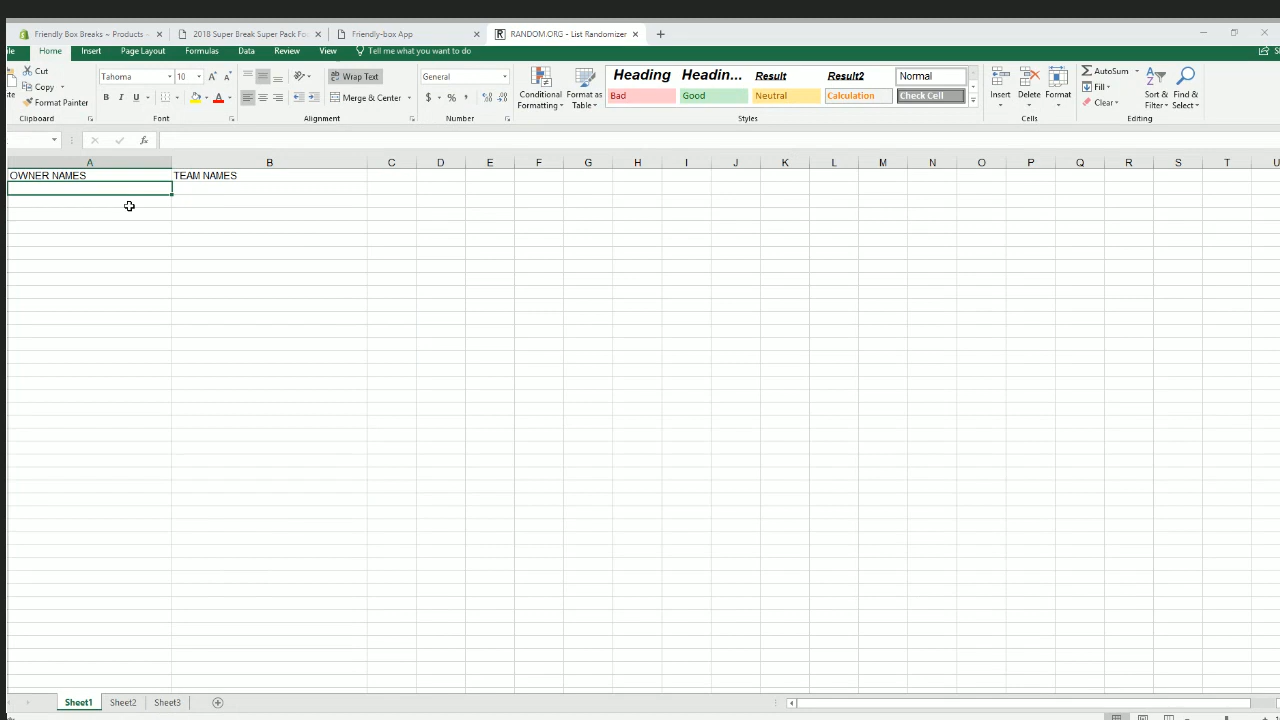 Friendly Box Breaks ~ Products ~
2018 Super Break Super Pack Fo
Friendly-box App
RANDOM.ORG - List Randomizer
Home Insert Page Layout Formulas Data Review View Tell me what you want to do
Cut
Copy
Format Painter
Clipboard
Tahoma 10 A A
B I U A
Font
Wrap Text
Merge & Center
Alignment
General
$ % ,
Number
Conditional Formatting
Format as Table
Heading Headin... Result Result2 Normal
Bad Good Neutral Calculation Check Cell
Styles
Insert Delete Format
Cells
AutoSum
Fill
Clear
Sort & Filter
Find & Select
Editing
fx
A B C D E F G H I J K L M N O P Q R S T U
OWNER NAMES TEAM NAMES
Sheet1 Sheet2 Sheet3